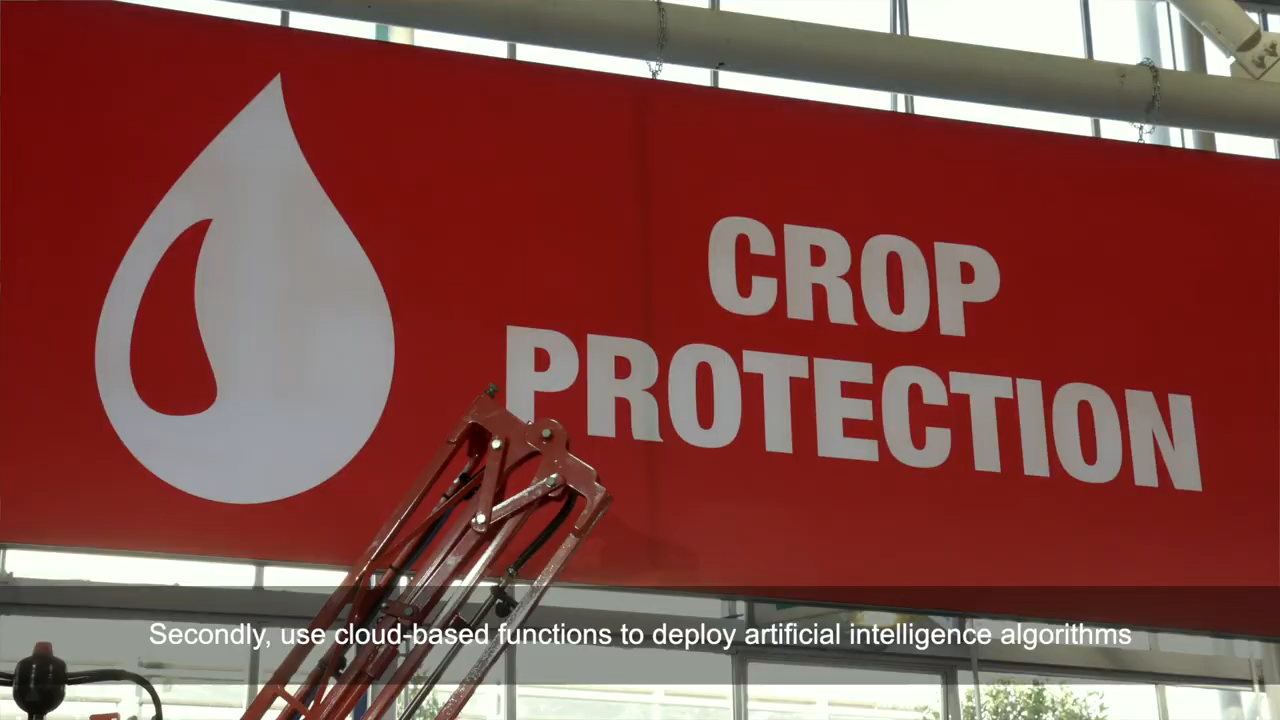 CROP
PROTECTION
Secondly, use cloud-based functions to deploy artificial intelligence algorithms